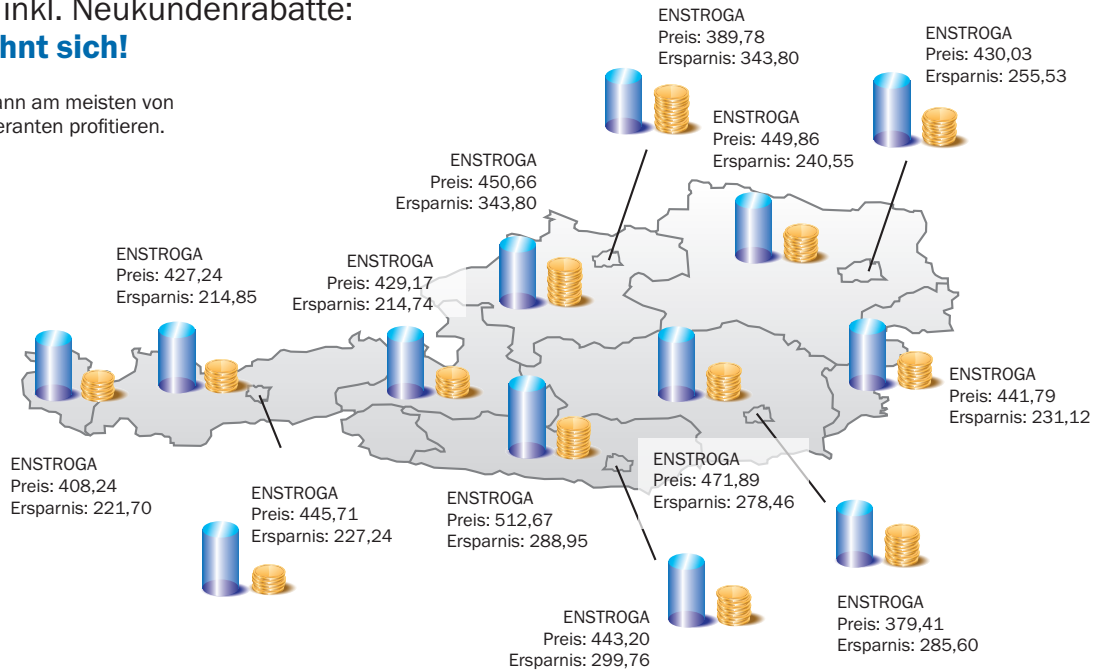 inkl. Neukundenrabatte:
hnt sich!
ann am meisten von
eranten profitieren.
ENSTROGA
Preis: 389,78
Ersparnis: 343,80
ENSTROGA
Preis: 430,03
Ersparnis: 255,53
ENSTROGA
Preis: 449,86
Ersparnis: 240,55
ENSTROGA
Preis: 450,66
Ersparnis: 343,80
ENSTROGA
Preis: 427,24
Ersparnis: 214,85
ENSTROGA
Preis: 429,17
Ersparnis: 214,74
ENSTROGA
Preis: 441,79
Ersparnis: 231,12
ENSTROGA
Preis: 408,24
Ersparnis: 221,70
ENSTROGA
Preis: 445,71
Ersparnis: 227,24
ENSTROGA
Preis: 512,67
Ersparnis: 288,95
ENSTROGA
Preis: 471,89
Ersparnis: 278,46
ENSTROGA
Preis: 443,20
Ersparnis: 299,76
ENSTROGA
Preis: 379,41
Ersparnis: 285,60